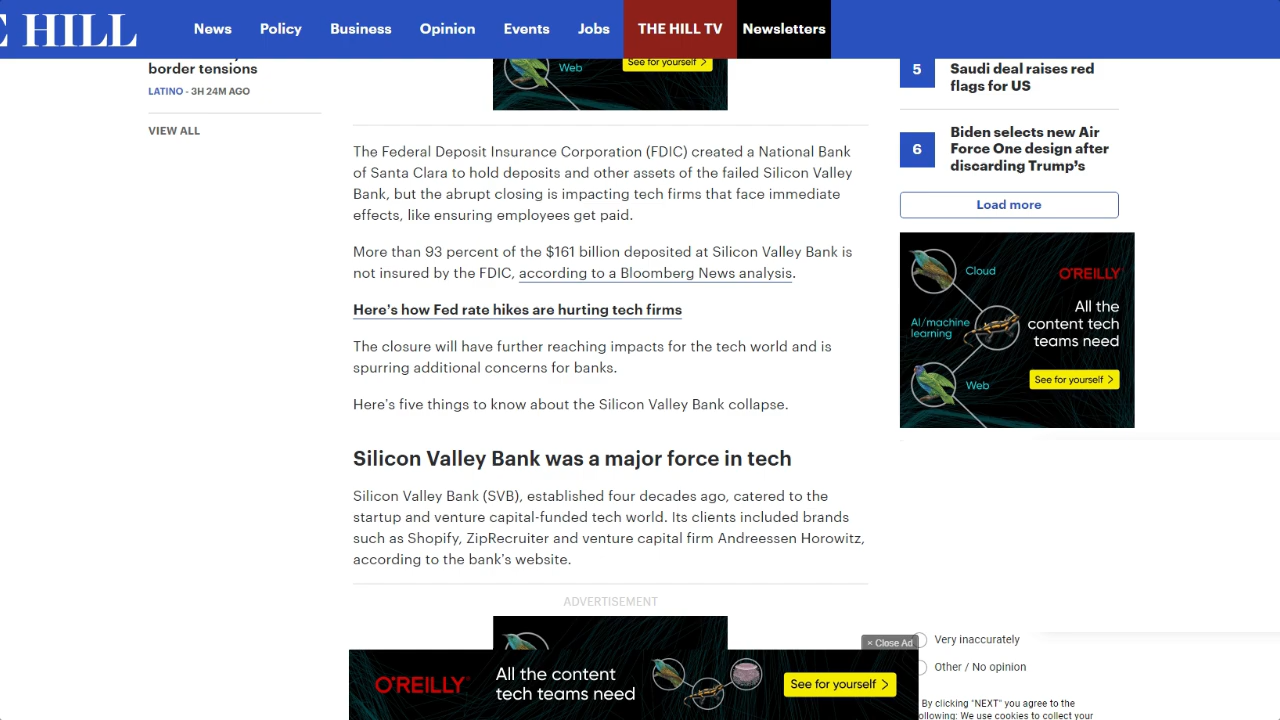 HILL
News Policy Business Opinion Events Jobs THE HILL TV Newsletters
border tensions
LATINO - 3H 24M AGO
VIEW ALL
Web
See for yourself >
The Federal Deposit Insurance Corporation (FDIC) created a National Bank
of Santa Clara to hold deposits and other assets of the failed Silicon Valley
Bank, but the abrupt closing is impacting tech firms that face immediate
effects, like ensuring employees get paid.
More than 93 percent of the $161 billion deposited at Silicon Valley Bank is
not insured by the FDIC, according to a Bloomberg News analysis.
Here's how Fed rate hikes are hurting tech firms
The closure will have further reaching impacts for the tech world and is
spurring additional concerns for banks.
Here's five things to know about the Silicon Valley Bank collapse.
Silicon Valley Bank was a major force in tech
Silicon Valley Bank (SVB), established four decades ago, catered to the
startup and venture capital-funded tech world. Its clients included brands
such as Shopify, ZipRecruiter and venture capital firm Andreessen Horowitz,
according to the bank's website.
ADVERTISEMENT
5
Saudi deal raises red
flags for US
6
Biden selects new Air
Force One design after
discarding Trump's
Load more
Cloud
AI/machine
learning
Web
O'REILLY
All the
content tech
teams need
See for yourself >
× Close Ad
O'REILLY
All the content
tech teams need
See for yourself >
Very inaccurately
Other / No opinion
By clicking "NEXT" you agree to the
ollowing: We use cookies to collect your